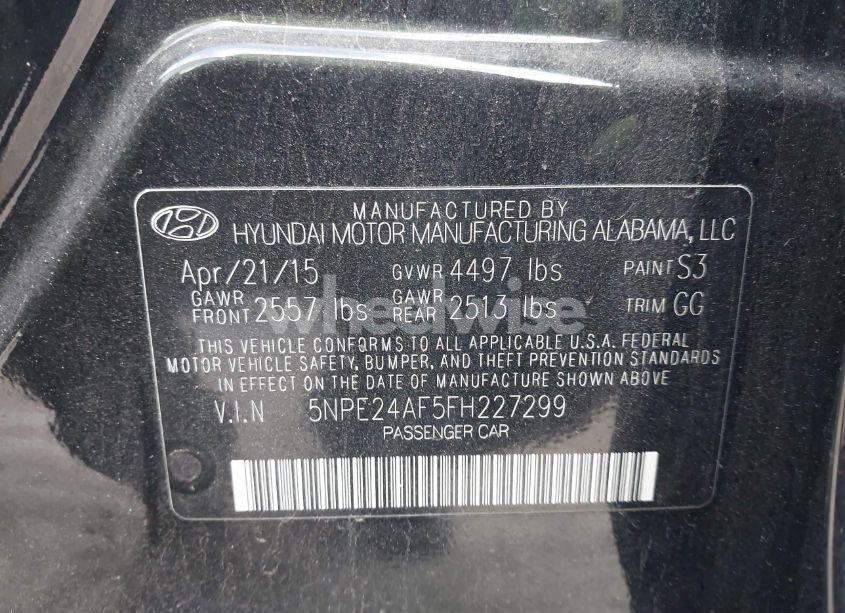 MANUFACTURED BY
HYUNDAI MOTOR MANUFACTURING ALABAMA, LLC
Apr/21/15 GVWR 4497 lbs PAINT S3
GAWR FRONT 2557 lbs GAWR REAR 2513 lbs TRIM GG
THIS VEHICLE CONFORMS TO ALL APPLICABLE U.S.A. FEDERAL
MOTOR VEHICLE SAFETY, BUMPER, AND THEFT PREVENTION STANDARDS
IN EFFECT ON THE DATE OF MANUFACTURE SHOWN ABOVE.
V.I.N 5NPE24AF5FH227299
PASSENGER CAR
wheelwise